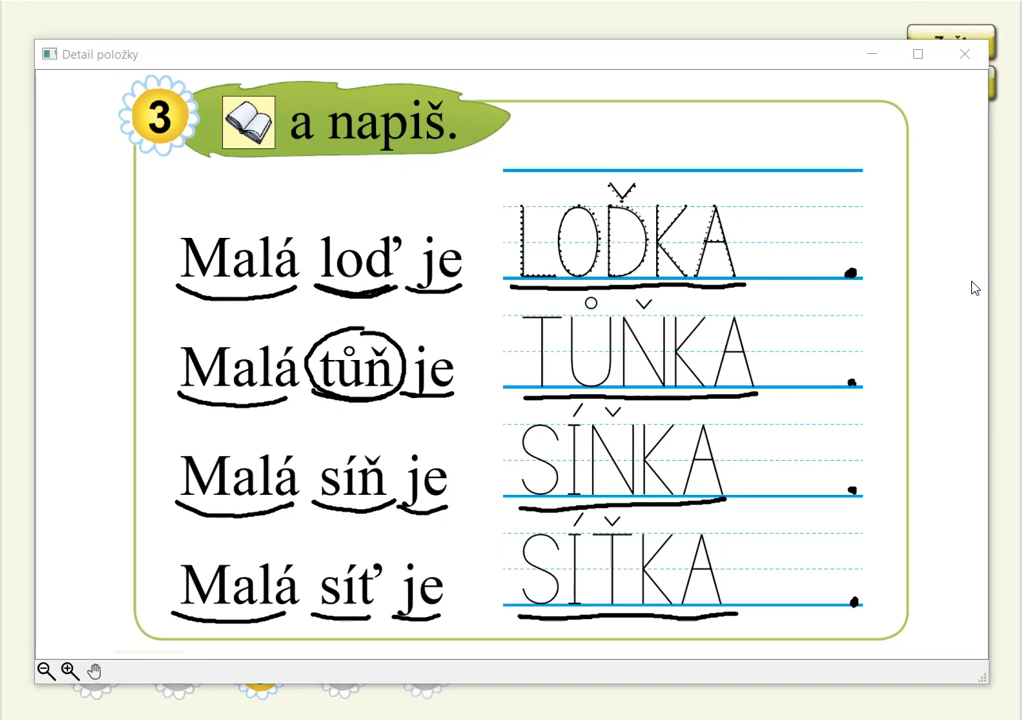 Detail položky
3 a napiš.
Malá loď je LOĎKA.
Malá tůň je TŮŇKA.
Malá síň je SÍŇKA.
Malá síť je SÍŤKA.